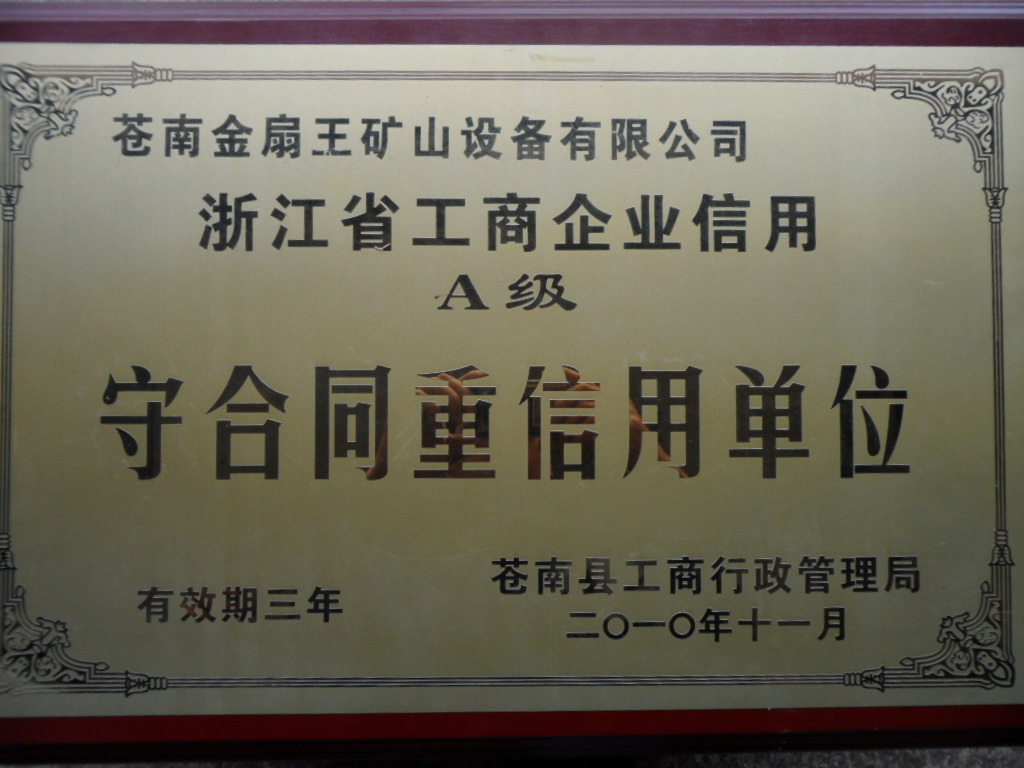 苍南金扇王矿山设备有限公司
浙江省工商企业信用
A级
守合同重信用单位
有效期三年
苍南县工商行政管理局
二〇一〇年十一月